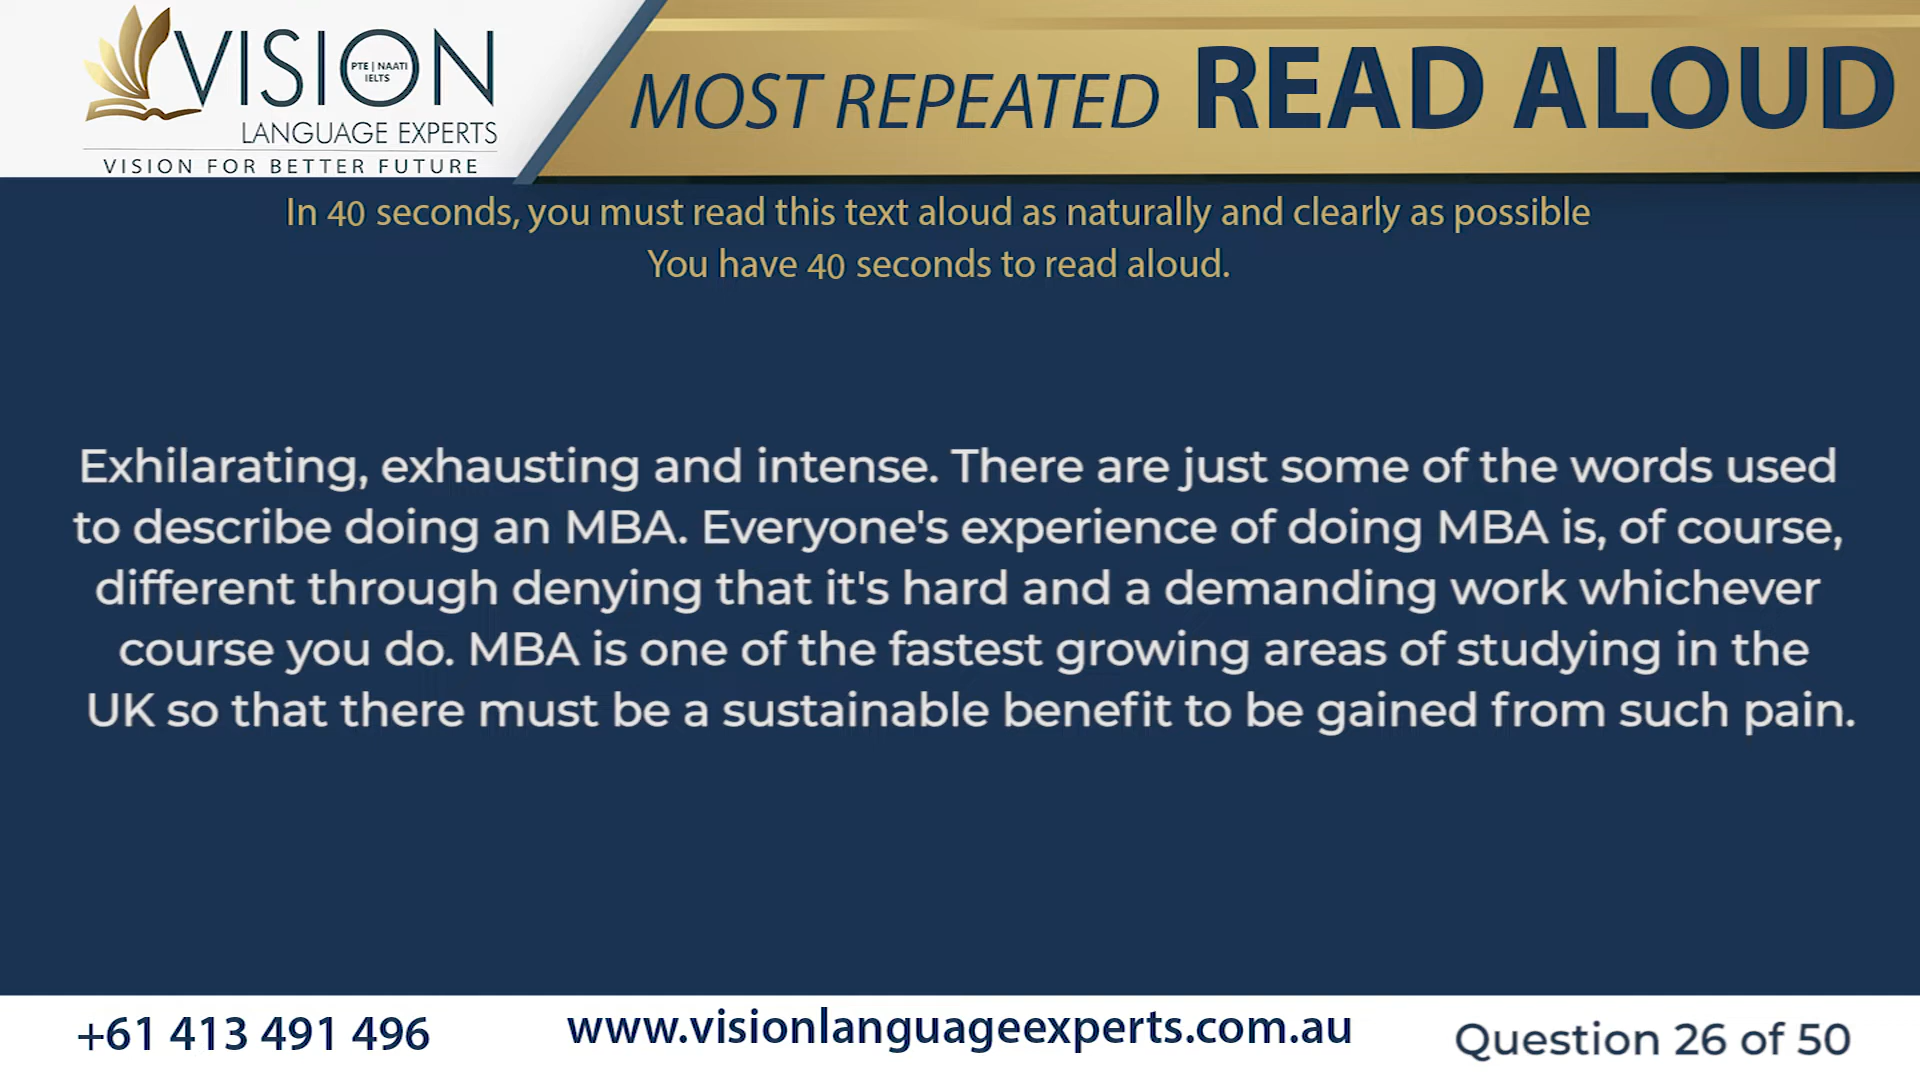 VISION
PTE | NAATI
IELTS
LANGUAGE EXPERTS
VISION FOR BETTER FUTURE
MOST REPEATED READ ALOUD
In 40 seconds, you must read this text aloud as naturally and clearly as possible
You have 40 seconds to read aloud.
Exhilarating, exhausting and intense. There are just some of the words used
to describe doing an MBA. Everyone's experience of doing MBA is, of course,
different through denying that it's hard and a demanding work whichever
course you do. MBA is one of the fastest growing areas of studying in the
UK so that there must be a sustainable benefit to be gained from such pain.
+61 413 491 496
www.visionlanguageexperts.com.au
Question 26 of 50